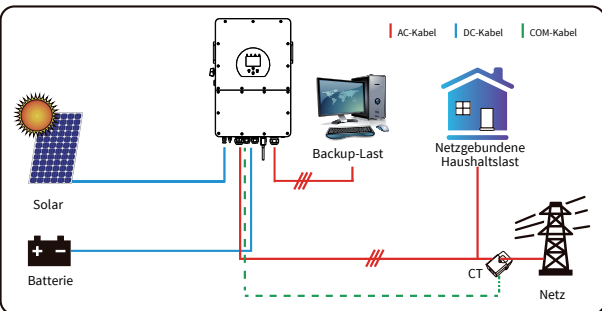 AC-Kabel DC-Kabel COM-Kabel
Backup-Last
Netzgebundene
Haushaltslast
Solar
Batterie
CT
Netz